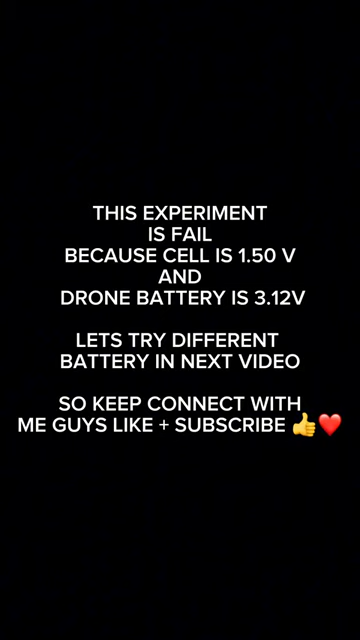 THIS EXPERIMENT
IS FAIL
BECAUSE CELL IS 1.50 V
AND
DRONE BATTERY IS 3.12V
LETS TRY DIFFERENT
BATTERY IN NEXT VIDEO
SO KEEP CONNECT WITH
ME GUYS LIKE + SUBSCRIBE 👍❤️